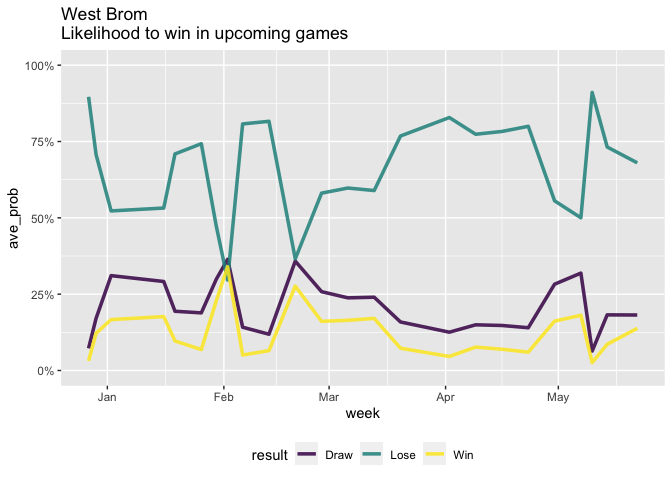 West Brom
Likelihood to win in upcoming games
100%
75%
50%
25%
0%
ave_prob
Jan Feb Mar Apr May
week
result Draw Lose Win